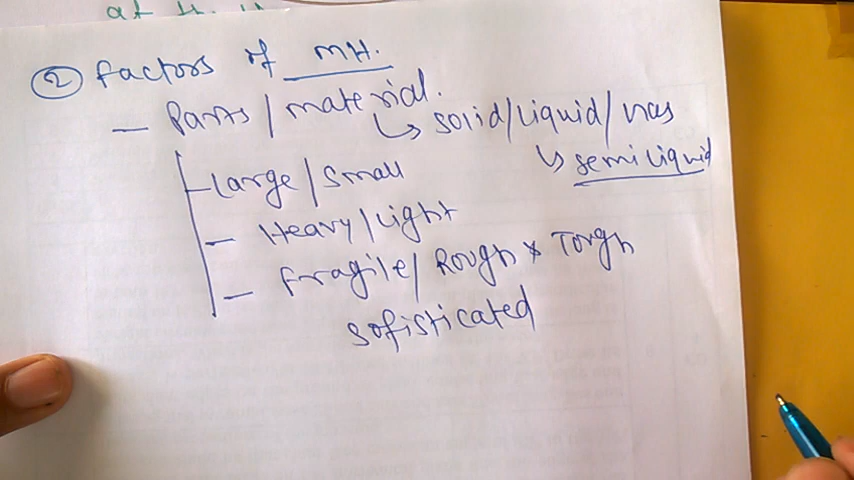 at
② Factors of MH.
— Parts / material.
↳ solid/Liquid/Gas
↳ semi liquid
- Large / Small
- Heavy / Light
- Fragile / Rough & Tough
sofisticated